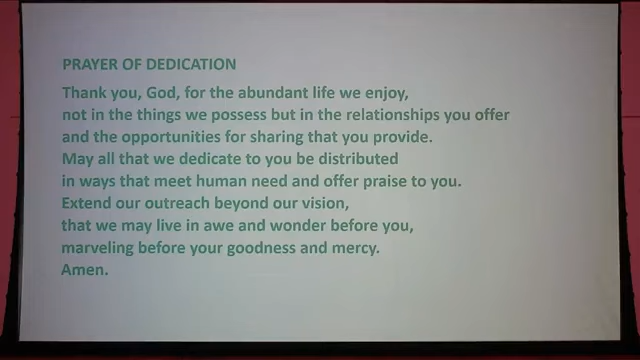 PRAYER OF DEDICATION
Thank you, God, for the abundant life we enjoy,
not in the things we possess but in the relationships you offer
and the opportunities for sharing that you provide.
May all that we dedicate to you be distributed
in ways that meet human need and offer praise to you.
Extend our outreach beyond our vision,
that we may live in awe and wonder before you,
marveling before your goodness and mercy.
Amen.